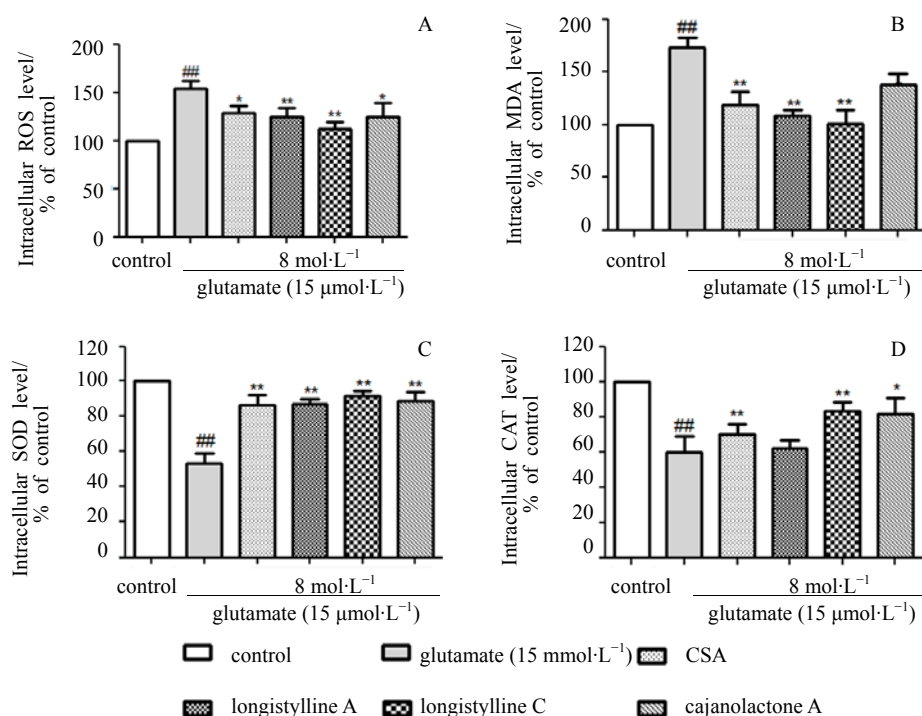 A
Intracellular ROS level/
% of control
200
150
100
50
0
##
*
**
**
*
control
8 mol·L−1
glutamate (15 μmol·L−1)
B
Intracellular MDA level/
% of control
200
150
100
50
0
##
**
**
**
control
8 mol·L−1
glutamate (15 μmol·L−1)
C
Intracellular SOD level/
% of control
120
100
80
60
40
20
0
##
**
**
**
**
control
8 mol·L−1
glutamate (15 μmol·L−1)
D
Intracellular CAT level/
% of control
120
100
80
60
40
20
0
##
**
**
*
control
8 mol·L−1
glutamate (15 μmol·L−1)
control
glutamate (15 mmol·L−1)
CSA
longistylline A
longistylline C
cajanolactone A